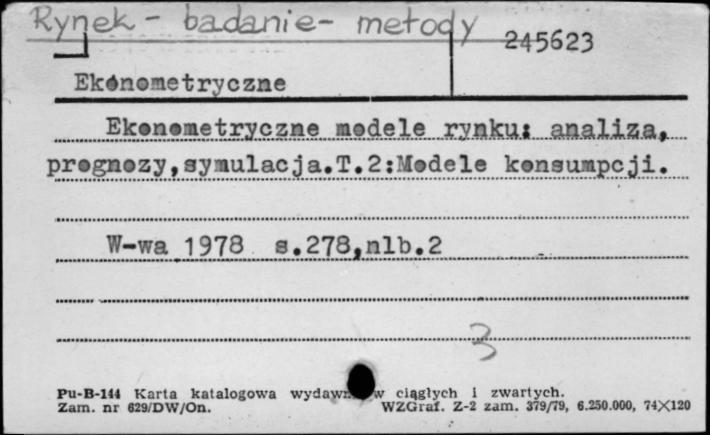 Rynek - badanie - metody
245623
Ekonometryczne
Ekonometryczne modele rynku: analiza,
prognozy,symulacja.T.2:Modele konsumpcji.
W-wa 1978 s.278,nlb.2
3
Pu-B-144 Karta katalogowa ciągłych i zwartych.
Zam. nr 629/DW/On. WZGraf. Z-2 zam. 379/79, 6.250.000, 74X120